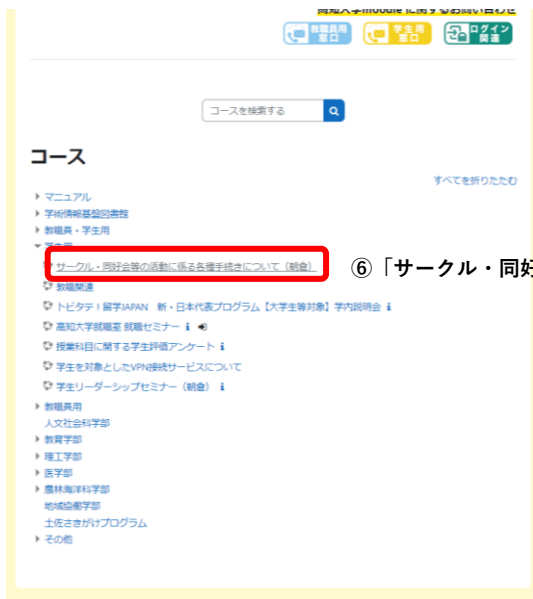 高知大学moodle に関するお問い合わせ
教職員用窓口 学生用窓口 ログイン関連
コースを検索する
コース
すべてを折りたたむ
マニュアル
学術情報基盤図書館
教職員・学生用
学生用
サークル・同好会等の活動に係る各種手続きについて（朝倉）
⑥「サークル・同好
教職関連
トビタテ！留学JAPAN 新・日本代表プログラム【大学生等対象】学内説明会
高知大学就職室 就職セミナー
授業科目に関する学生評価アンケート
学生を対象としたVPN接続サービスについて
学生リーダーシップセミナー（朝倉）
教職員用
人文社会科学部
教育学部
理工学部
医学部
農林海洋科学部
地域協働学部
土佐さきがけプログラム
その他